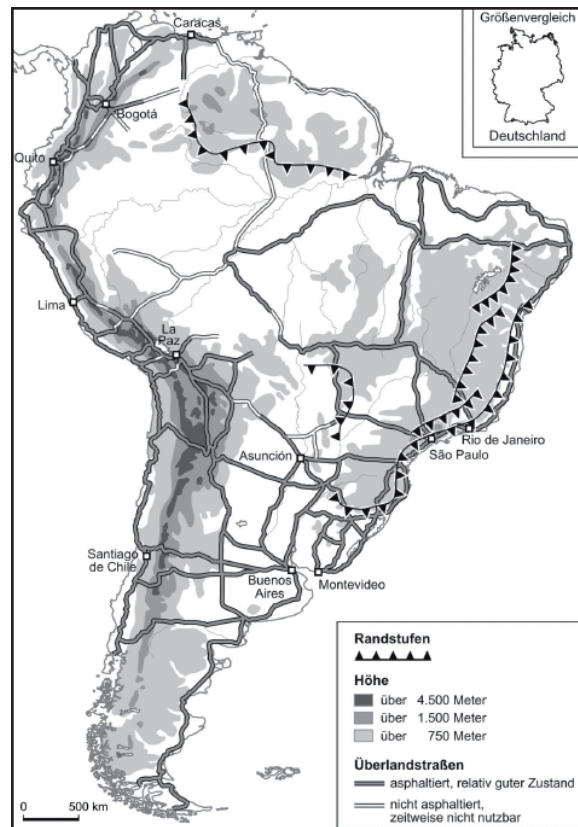 Größenvergleich
Deutschland
Caracas
Bogotá
Quito
Lima
La
Paz
Rio de Janeiro
São Paulo
Asunción
Santiago
de Chile
Buenos
Aires
Montevideo
Randstufen
Höhe
über 4.500 Meter
über 1.500 Meter
über 750 Meter
Überlandstraßen
asphaltiert, relativ guter Zustand
nicht asphaltiert,
zeitweise nicht nutzbar
0 500 km